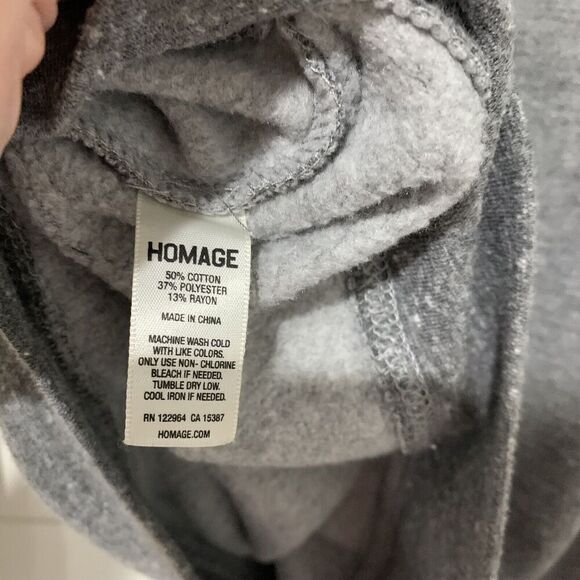 HOMAGE
50% COTTON
37% POLYESTER
13% RAYON
MADE IN CHINA
MACHINE WASH COLD
WITH LIKE COLORS.
ONLY USE NON- CHLORINE
BLEACH IF NEEDED.
TUMBLE DRY LOW.
COOL IRON IF NEEDED.
RN 122964 CA 15387
HOMAGE.COM